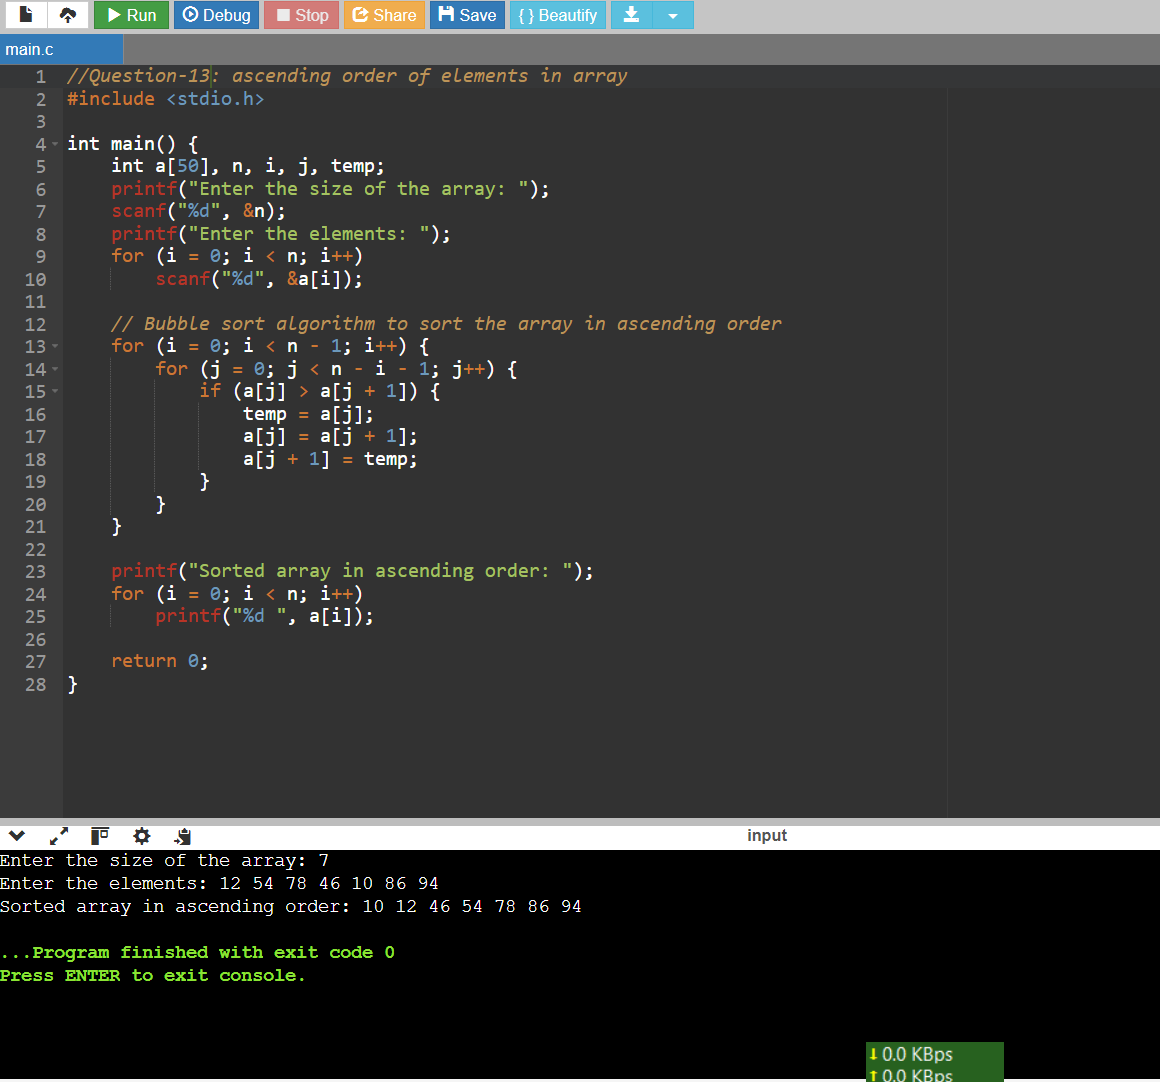 Run Debug Stop Share Save { } Beautify
main.c
1 //Question-13: ascending order of elements in array
2 #include <stdio.h>
3
4 int main() {
5     int a[50], n, i, j, temp;
6     printf("Enter the size of the array: ");
7     scanf("%d", &n);
8     printf("Enter the elements: ");
9     for (i = 0; i < n; i++)
10         scanf("%d", &a[i]);
11
12     // Bubble sort algorithm to sort the array in ascending order
13     for (i = 0; i < n - 1; i++) {
14         for (j = 0; j < n - i - 1; j++) {
15             if (a[j] > a[j + 1]) {
16                 temp = a[j];
17                 a[j] = a[j + 1];
18                 a[j + 1] = temp;
19             }
20         }
21     }
22
23     printf("Sorted array in ascending order: ");
24     for (i = 0; i < n; i++)
25         printf("%d ", a[i]);
26
27     return 0;
28 }
input
Enter the size of the array: 7
Enter the elements: 12 54 78 46 10 86 94
Sorted array in ascending order: 10 12 46 54 78 86 94
...Program finished with exit code 0
Press ENTER to exit console.
0.0 KBps
0.0 KBps